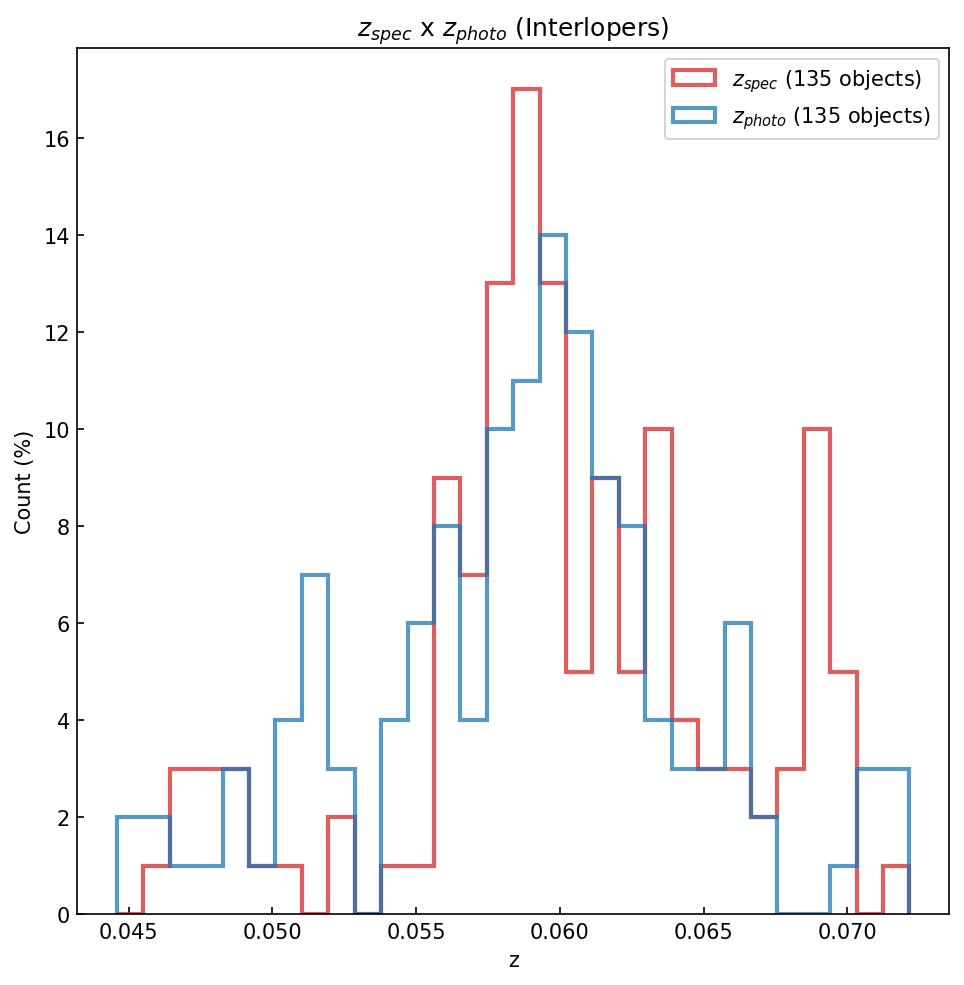 z_spec x z_photo (Interlopers)
z_spec (135 objects)
z_photo (135 objects)
Count (%)
16
14
12
10
8
6
4
2
0
0.045 0.050 0.055 0.060 0.065 0.070
z